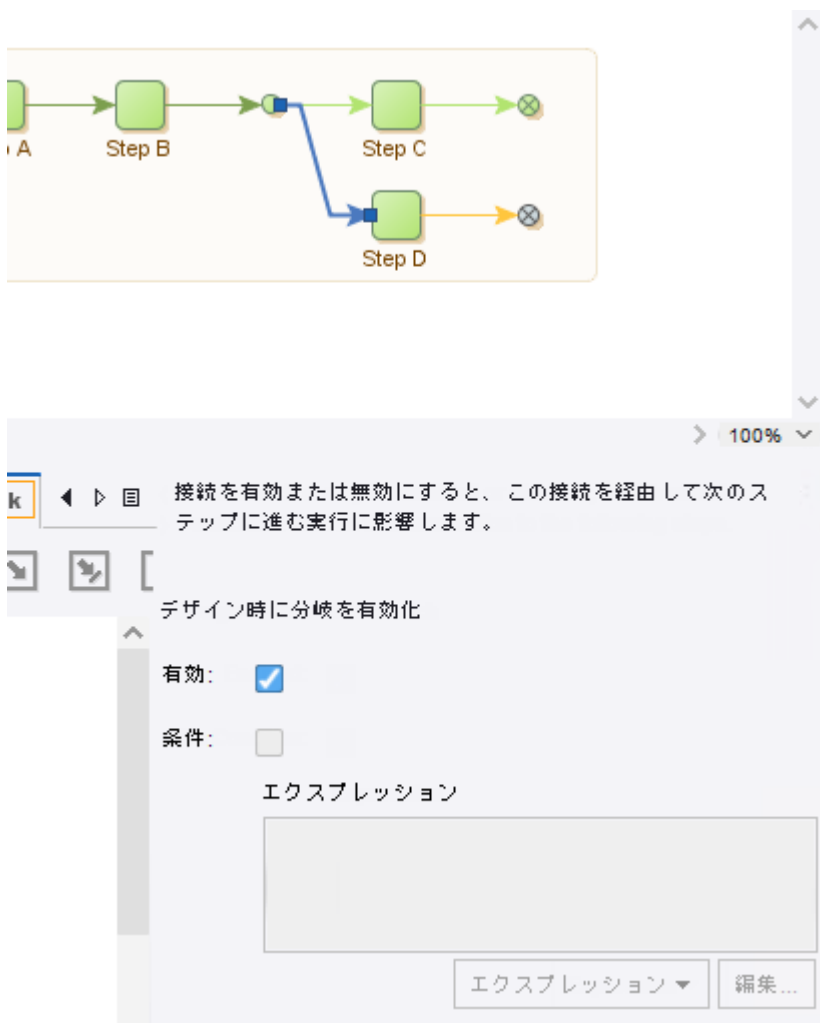 A
Step B
Step C
Step D
100%
k
接続を有効または無効にすると、この接続を経由して次のス
テップに進む実行に影響します。
デザイン時に分岐を有効化
有効:
条件:
エクスプレッション
エクスプレッション
編集...